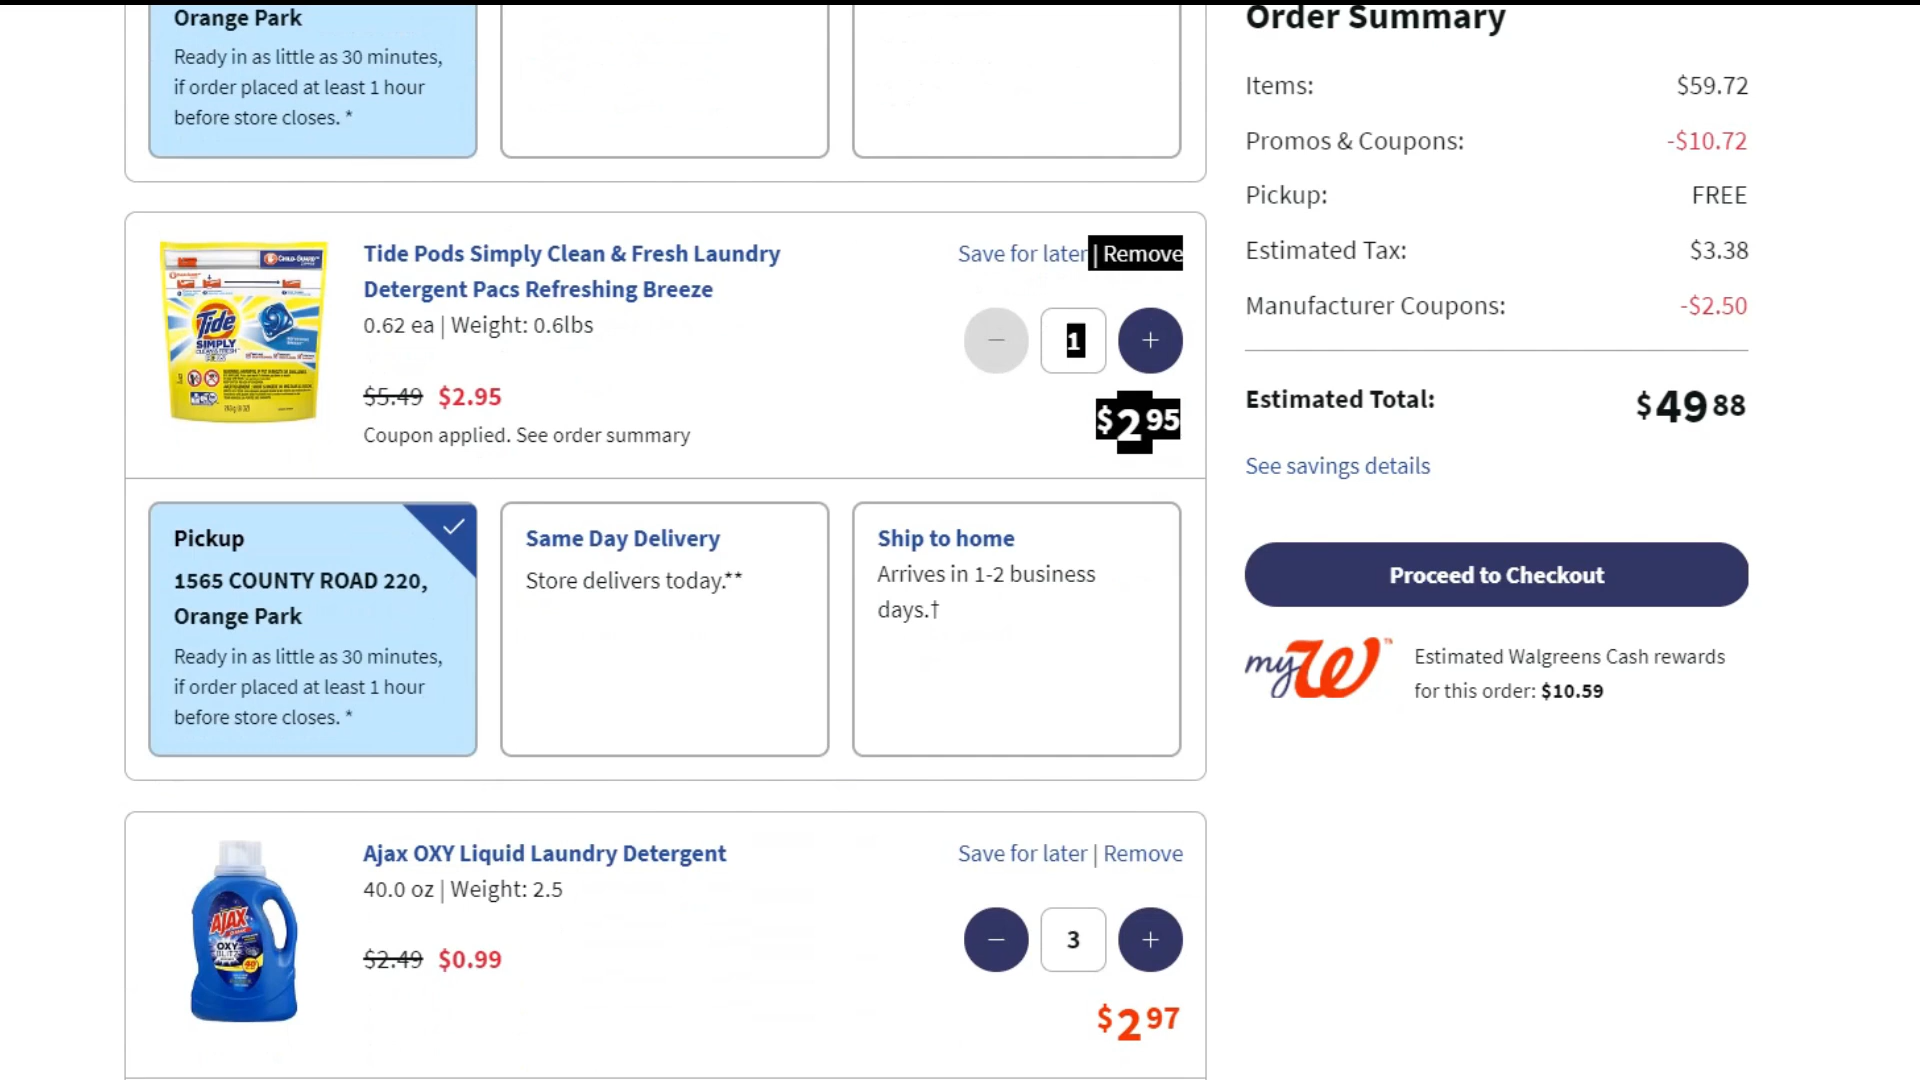 Orange Park
Ready in as little as 30 minutes,
if order placed at least 1 hour
before store closes. *
Tide Pods Simply Clean & Fresh Laundry
Detergent Pacs Refreshing Breeze
0.62 ea | Weight: 0.6lbs
$5.49 $2.95
Coupon applied. See order summary
Save for later | Remove
1
$2 95
Tide
SIMPLY
Pickup
1565 COUNTY ROAD 220,
Orange Park
Ready in as little as 30 minutes,
if order placed at least 1 hour
before store closes. *
Same Day Delivery
Store delivers today.**
Ship to home
Arrives in 1-2 business
days.†
Ajax OXY Liquid Laundry Detergent
40.0 oz | Weight: 2.5
$2.49 $0.99
Save for later | Remove
3
$2 97
AJAX
OXY
Order Summary
Items: $59.72
Promos & Coupons: -$10.72
Pickup: FREE
Estimated Tax: $3.38
Manufacturer Coupons: -$2.50
Estimated Total: $49 88
See savings details
Proceed to Checkout
myW™
Estimated Walgreens Cash rewards
for this order: $10.59